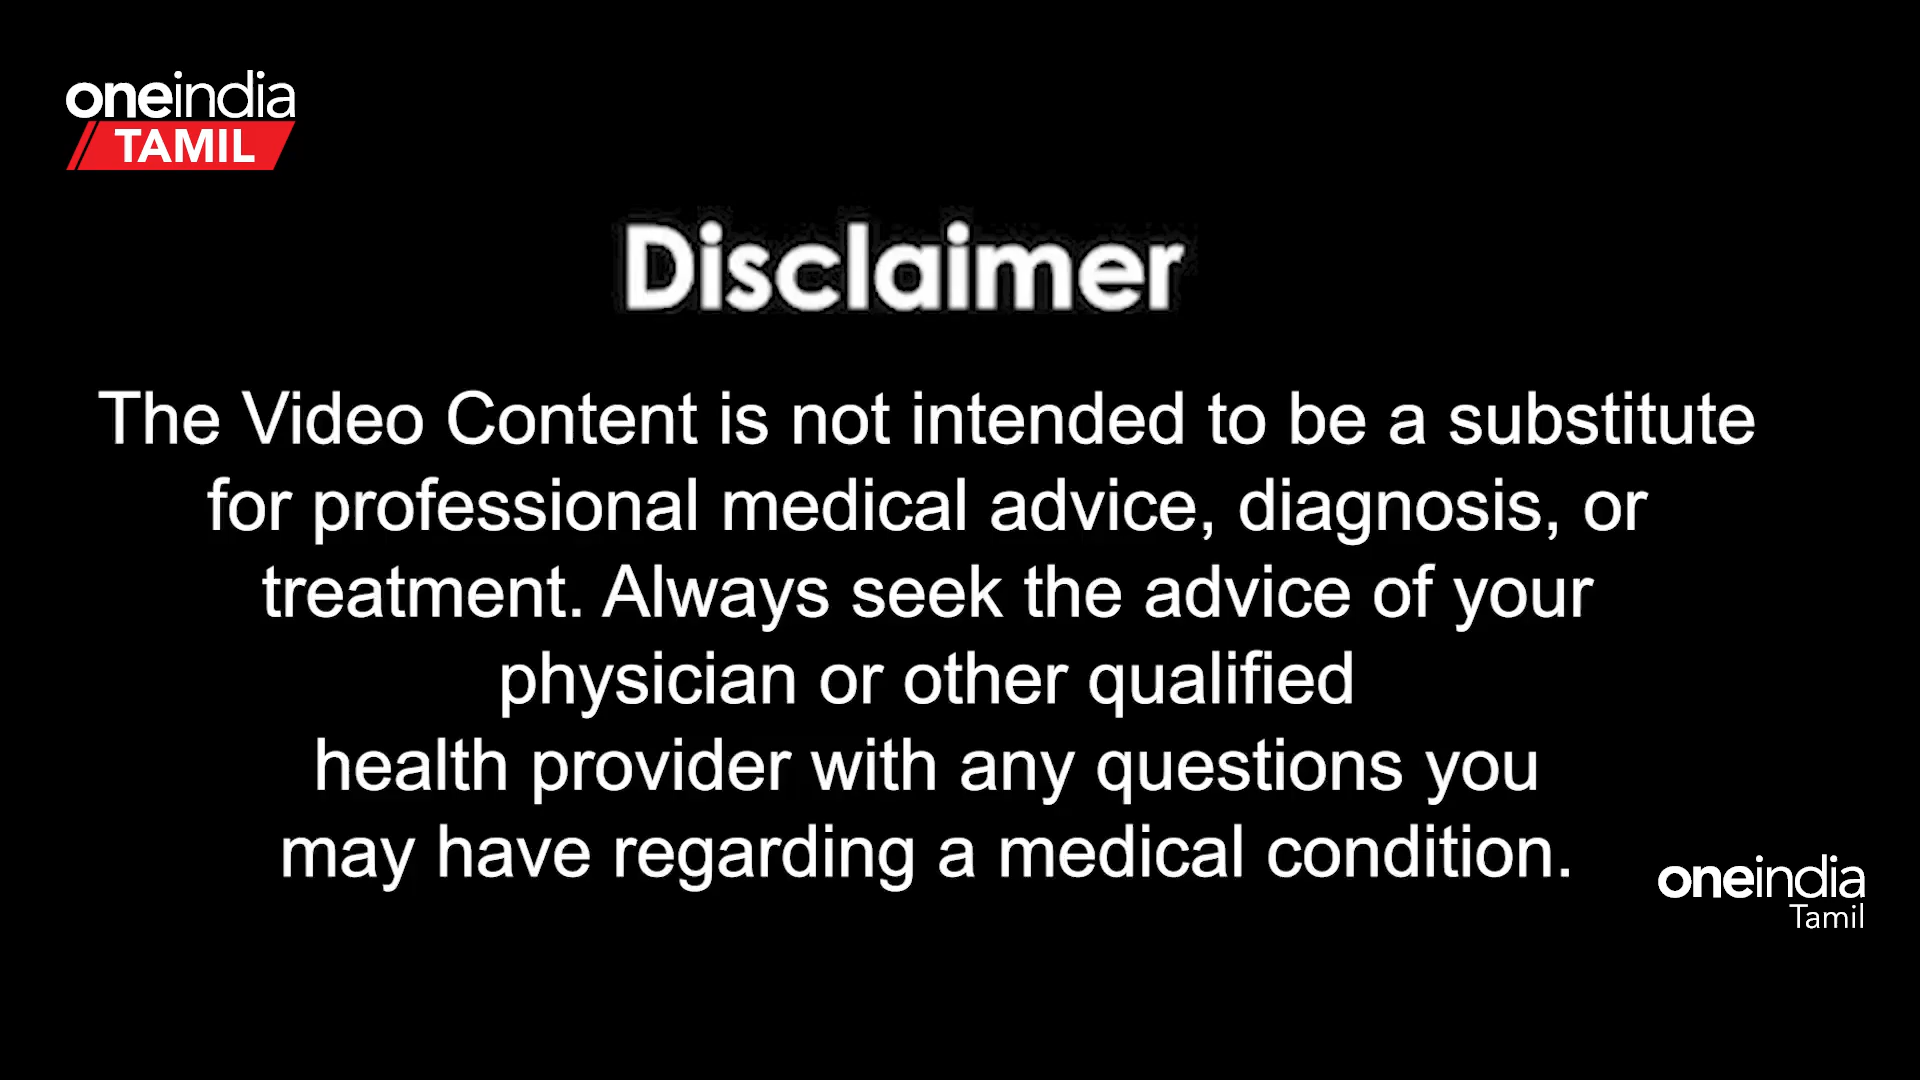 oneindia
TAMIL
Disclaimer
The Video Content is not intended to be a substitute
for professional medical advice, diagnosis, or
treatment. Always seek the advice of your
physician or other qualified
health provider with any questions you
may have regarding a medical condition.
oneindia
Tamil